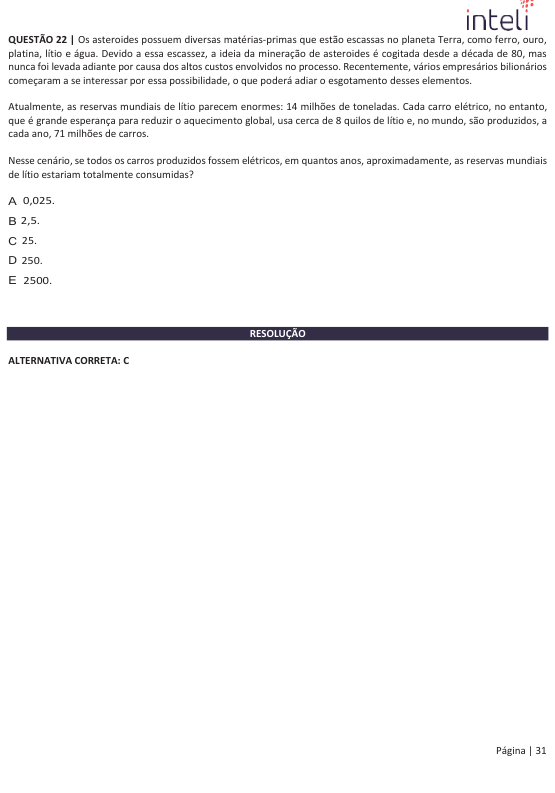 inteli
QUESTÃO 22 | Os asteroides possuem diversas matérias-primas que estão escassas no planeta Terra, como ferro, ouro,
platina, lítio e água. Devido a essa escassez, a ideia da mineração de asteroides é cogitada desde a década de 80, mas
nunca foi levada adiante por causa dos altos custos envolvidos no processo. Recentemente, vários empresários bilionários
começaram a se interessar por essa possibilidade, o que poderá adiar o esgotamento desses elementos.
Atualmente, as reservas mundiais de lítio parecem enormes: 14 milhões de toneladas. Cada carro elétrico, no entanto,
que é grande esperança para reduzir o aquecimento global, usa cerca de 8 quilos de lítio e, no mundo, são produzidos, a
cada ano, 71 milhões de carros.
Nesse cenário, se todos os carros produzidos fossem elétricos, em quantos anos, aproximadamente, as reservas mundiais
de lítio estariam totalmente consumidas?
A 0,025.
B 2,5.
C 25.
D 250.
E 2500.
RESOLUÇÃO
ALTERNATIVA CORRETA: C
Página | 31